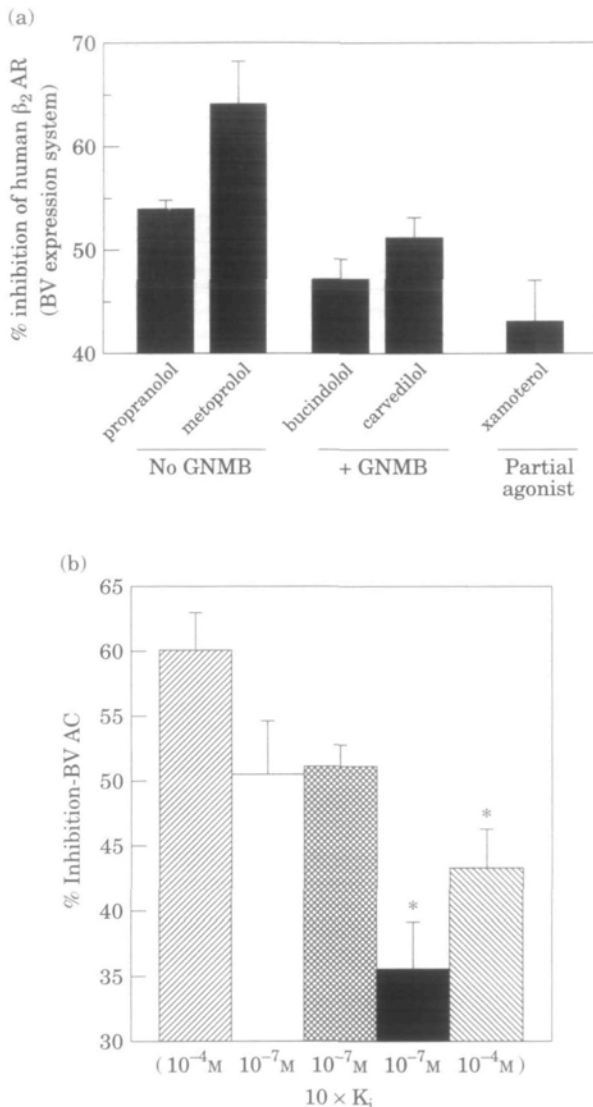 (a)
% inhibition of human β₂ AR
(BV expression system)
70
60
50
40
propranolol
metoprolol
bucindolol
carvedilol
xamoterol
No GNMB
+ GNMB
Partial
agonist
(b)
% Inhibition-BV AC
65
60
55
50
45
40
35
30
*
*
(10⁻⁴M 10⁻⁷M 10⁻⁷M 10⁻⁷M 10⁻⁴M)
10 × Kᵢ